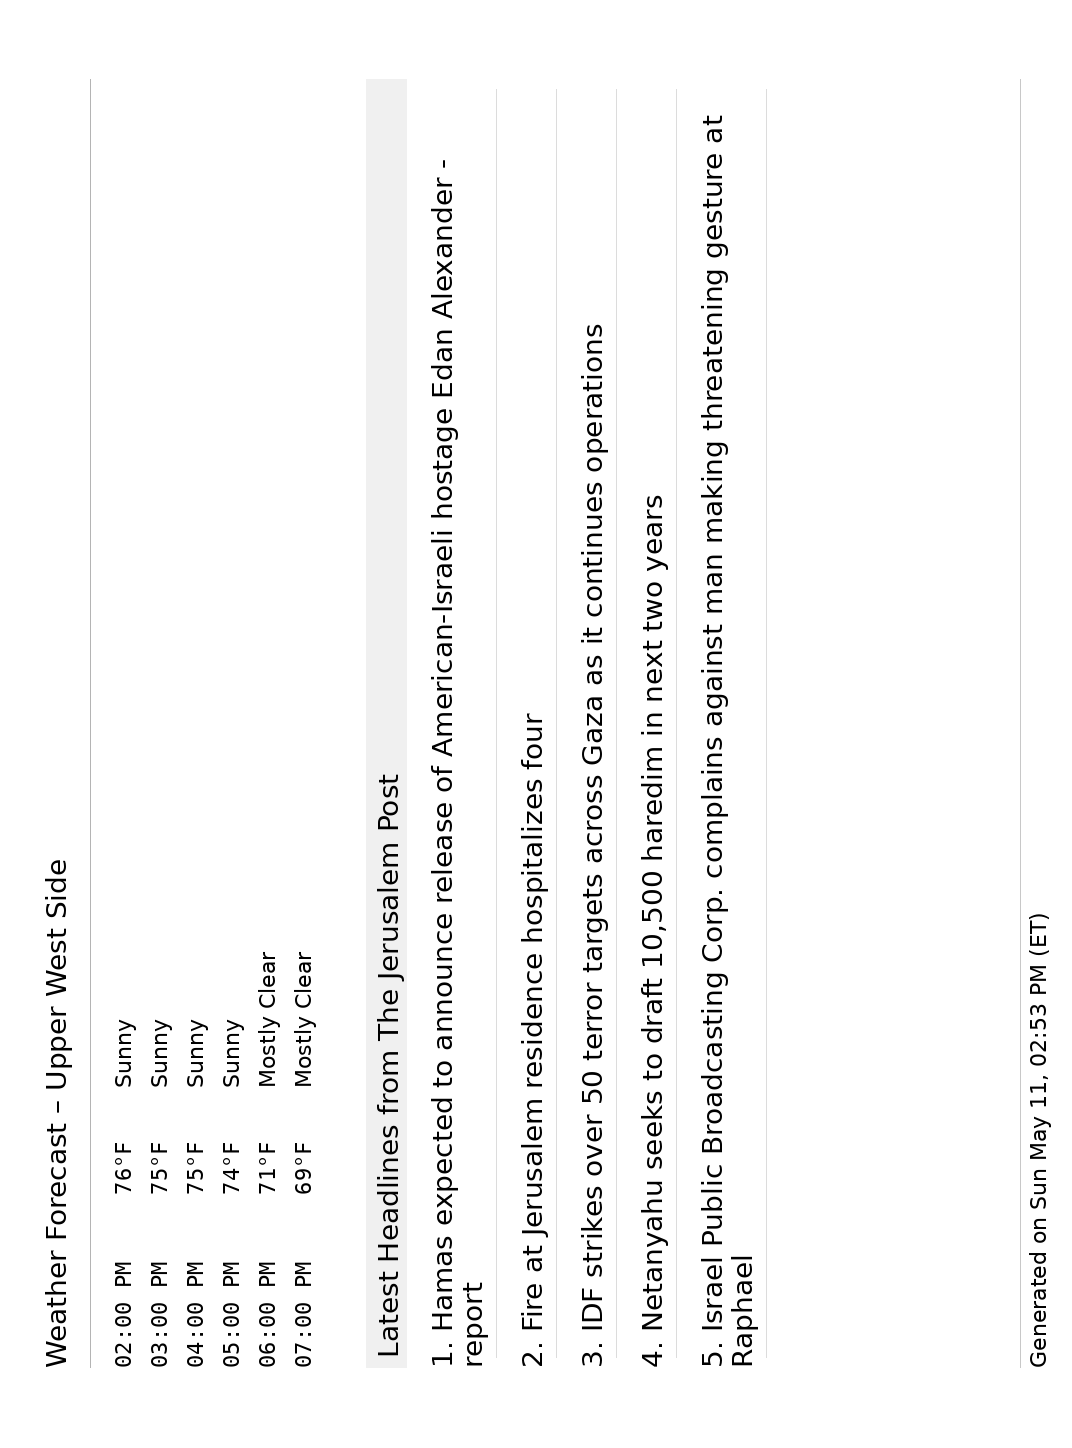 Weather Forecast – Upper West Side
02:00 PM 76°F Sunny
03:00 PM 75°F Sunny
04:00 PM 75°F Sunny
05:00 PM 74°F Sunny
06:00 PM 71°F Mostly Clear
07:00 PM 69°F Mostly Clear
Latest Headlines from The Jerusalem Post
1. Hamas expected to announce release of American-Israeli hostage Edan Alexander -
report
2. Fire at Jerusalem residence hospitalizes four
3. IDF strikes over 50 terror targets across Gaza as it continues operations
4. Netanyahu seeks to draft 10,500 haredim in next two years
5. Israel Public Broadcasting Corp. complains against man making threatening gesture at
Raphael
Generated on Sun May 11, 02:53 PM (ET)